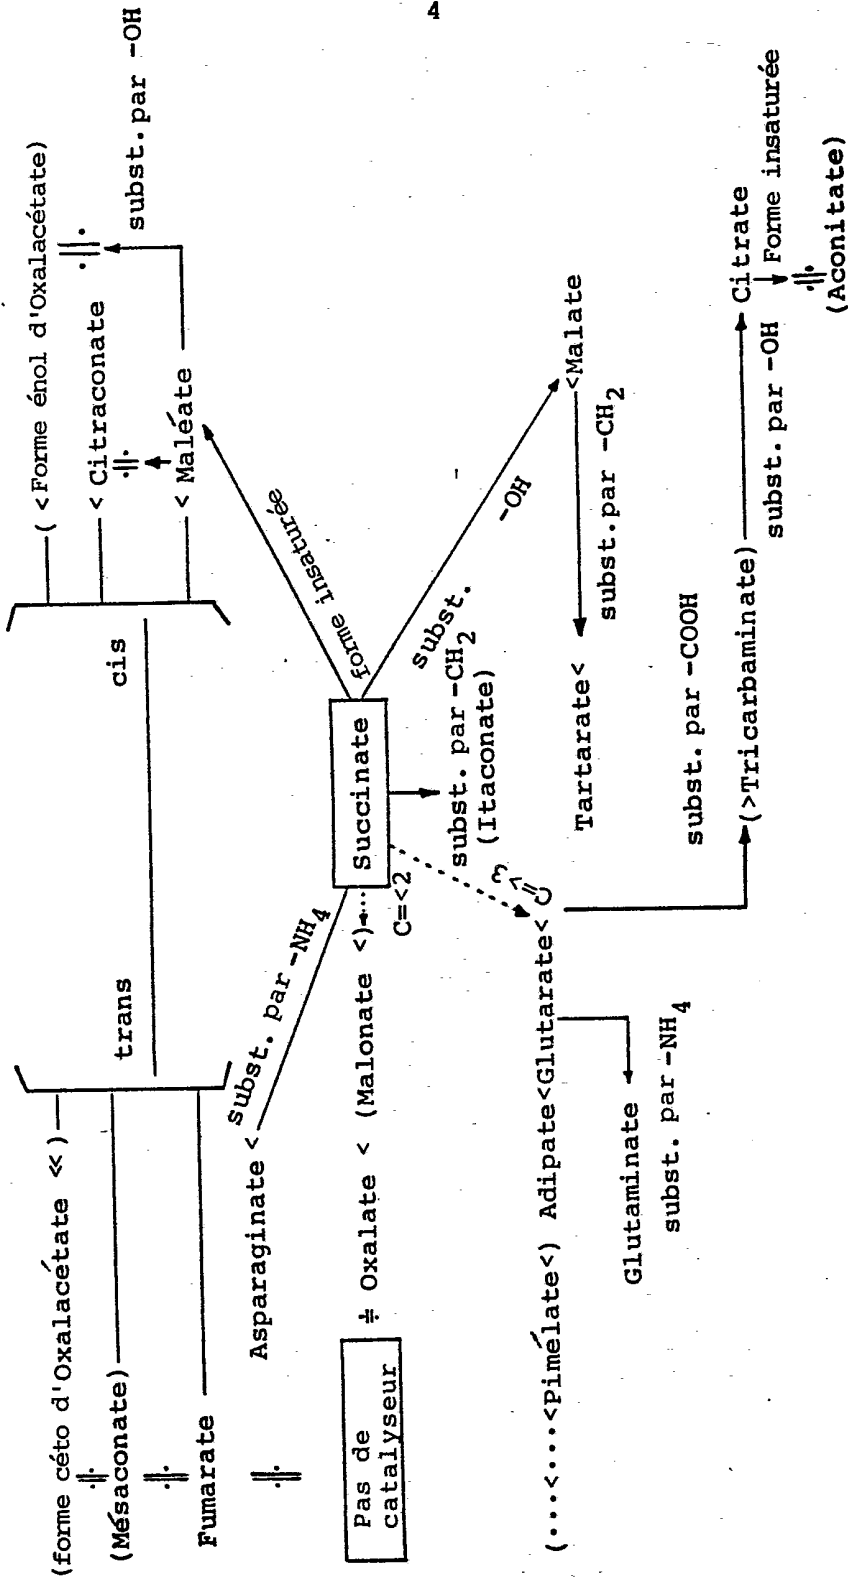 4
(forme céto d'Oxalacétate ≪)
(Mésaconate)
Fumarate
trans
cis
( <Forme énol d'Oxalacétate)
< Citraconate
< Maléate
subst.par -OH
Asparaginate <
subst. par -NH4
forme insaturée
Pas de
catalyseur
≑ Oxalate < (Malonate <)
C=<2
Succinate
subst. par -CH2
(Itaconate)
subst. -OH
<Malate
subst.par -CH2
Tartarate<
(...<...<Pimélate<) Adipate<Glutarate<
C=>3
Glutaminate
subst. par -NH4
subst. par -COOH
(>Tricarbaminate)
subst. par -OH
Citrate
Forme insaturée
(Aconitate)